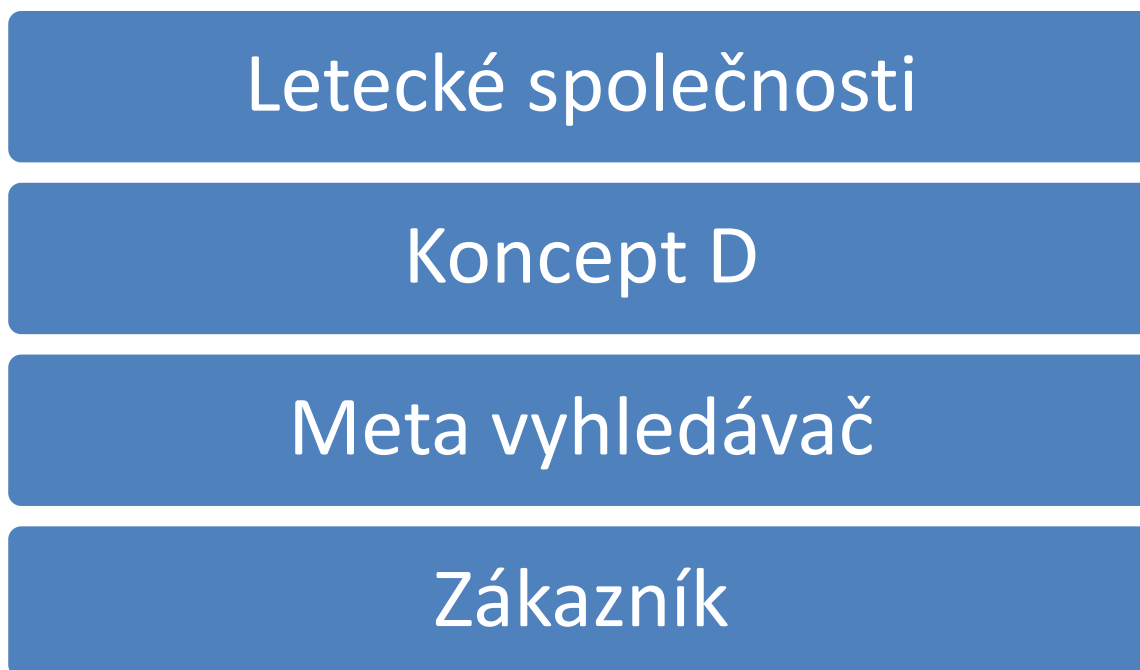 Letecké společnosti
Koncept D
Meta vyhledávač
Zákazník